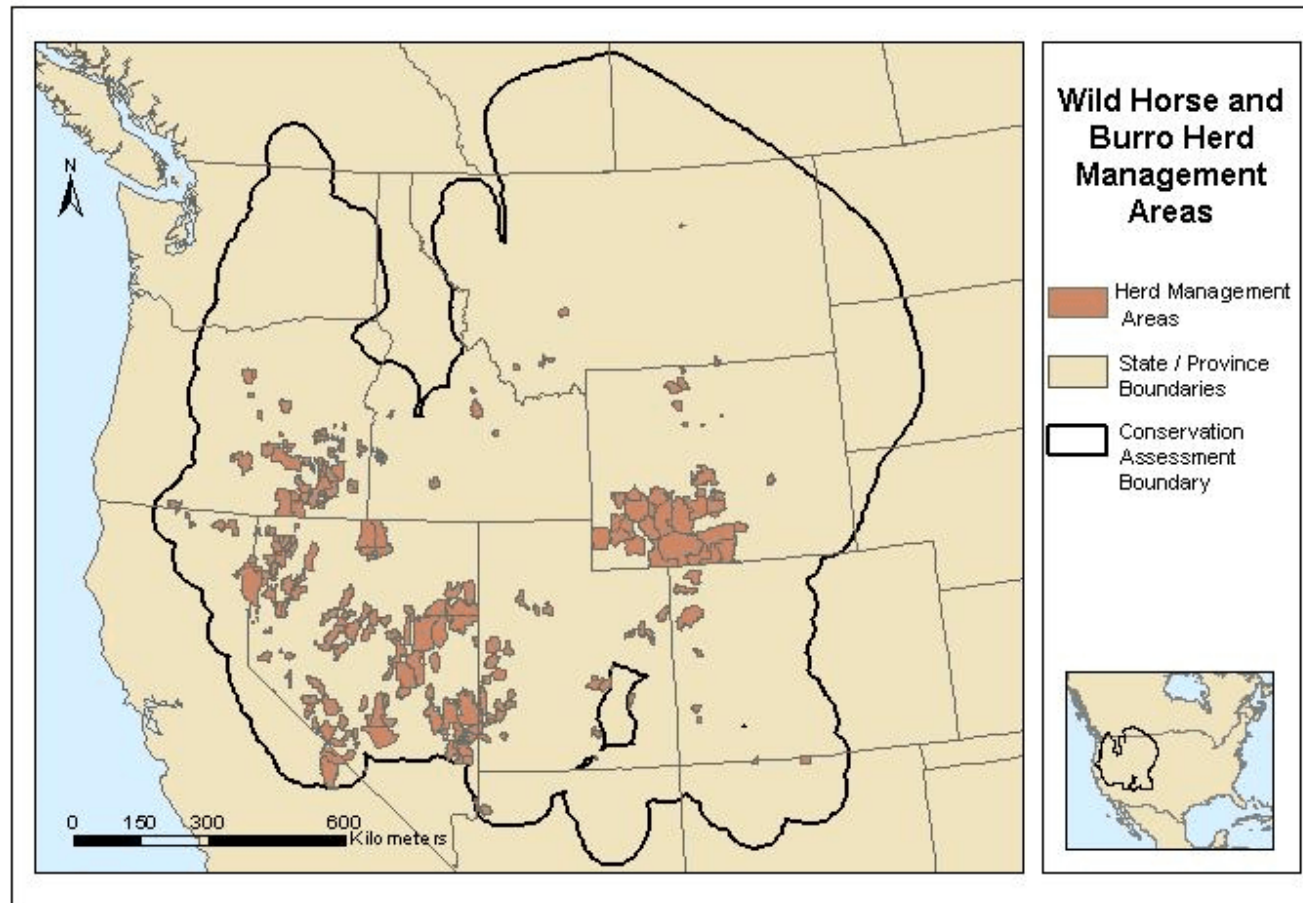 Wild Horse and
Burro Herd
Management
Areas
Herd Management
Areas
State / Province
Boundaries
Conservation
Assessment
Boundary
N
0 150 300 600
Kilometers